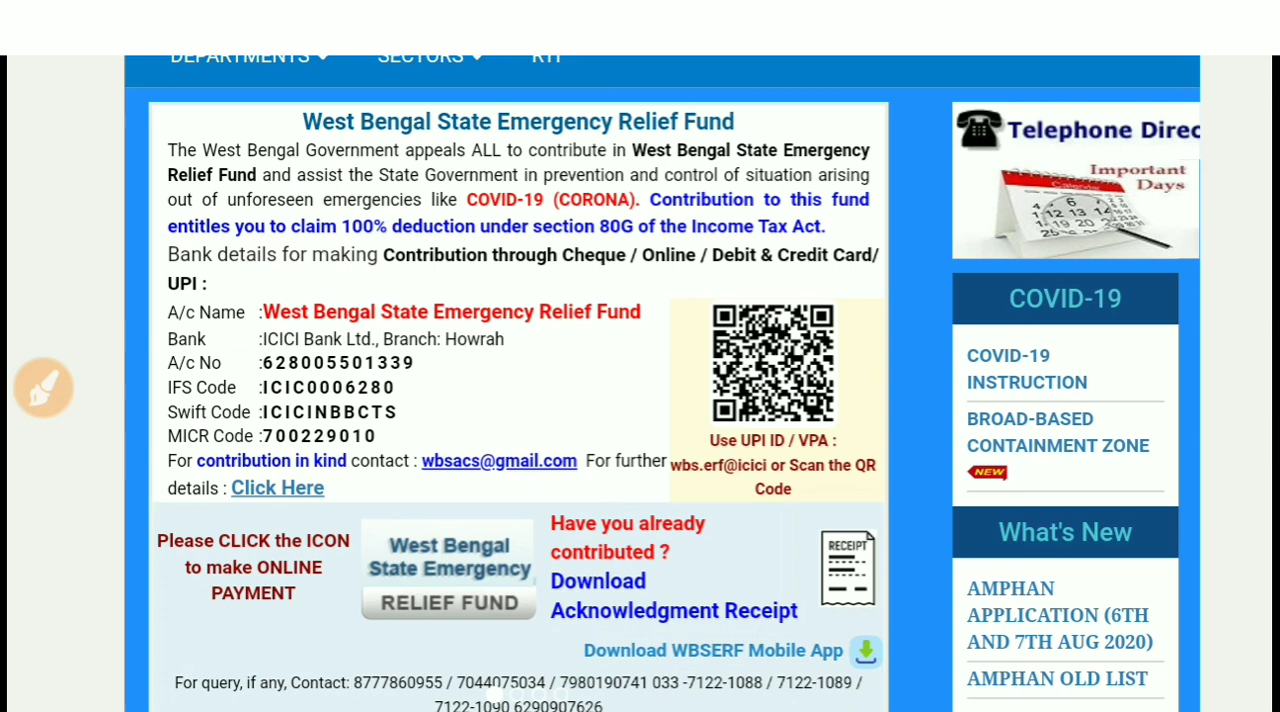 DEPARTMENTS SECTORS RTI
West Bengal State Emergency Relief Fund
The West Bengal Government appeals ALL to contribute in West Bengal State Emergency
Relief Fund and assist the State Government in prevention and control of situation arising
out of unforeseen emergencies like COVID-19 (CORONA). Contribution to this fund
entitles you to claim 100% deduction under section 80G of the Income Tax Act.
Bank details for making Contribution through Cheque / Online / Debit & Credit Card/
UPI :
A/c Name :West Bengal State Emergency Relief Fund
Bank :ICICI Bank Ltd., Branch: Howrah
A/c No :628005501339
IFS Code :ICIC0006280
Swift Code :ICICINBBCTS
MICR Code :700229010
For contribution in kind contact : wbsacs@gmail.com For further
details : Click Here
Use UPI ID / VPA :
wbs.erf@icici or Scan the QR
Code
Please CLICK the ICON
to make ONLINE
PAYMENT
West Bengal
State Emergency
RELIEF FUND
Have you already
contributed ?
Download
Acknowledgment Receipt
RECEIPT
Download WBSERF Mobile App
For query, if any, Contact: 8777860955 / 7044075034 / 7980190741 033 -7122-1088 / 7122-1089 /
7122-1090 6290907626
Telephone Direc
Important
Days
Calendar
COVID-19
COVID-19
INSTRUCTION
BROAD-BASED
CONTAINMENT ZONE
NEW
What's New
AMPHAN
APPLICATION (6TH
AND 7TH AUG 2020)
AMPHAN OLD LIST